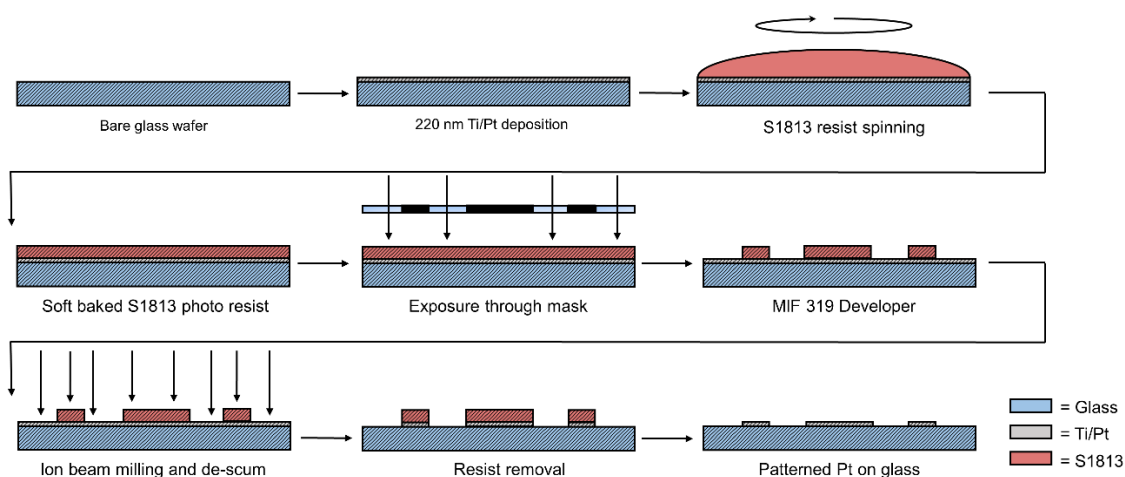 Bare glass wafer
220 nm Ti/Pt deposition
S1813 resist spinning
Soft baked S1813 photo resist
Exposure through mask
MIF 319 Developer
Ion beam milling and de-scum
Resist removal
Patterned Pt on glass
= Glass
= Ti/Pt
= S1813